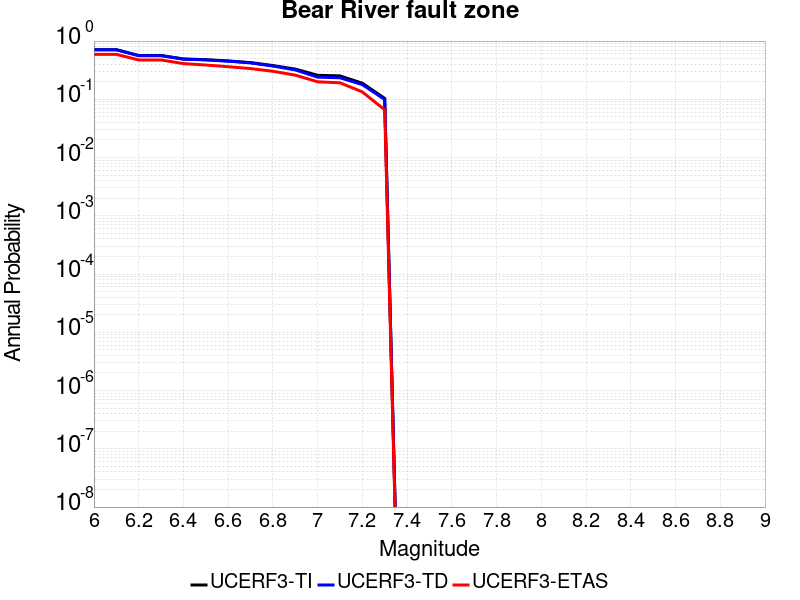 Bear River fault zone
10^0
10^-1
10^-2
10^-3
10^-4
10^-5
10^-6
10^-7
10^-8
Annual Probability
6 6.2 6.4 6.6 6.8 7 7.2 7.4 7.6 7.8 8 8.2 8.4 8.6 8.8 9
Magnitude
UCERF3-TI UCERF3-TD UCERF3-ETAS